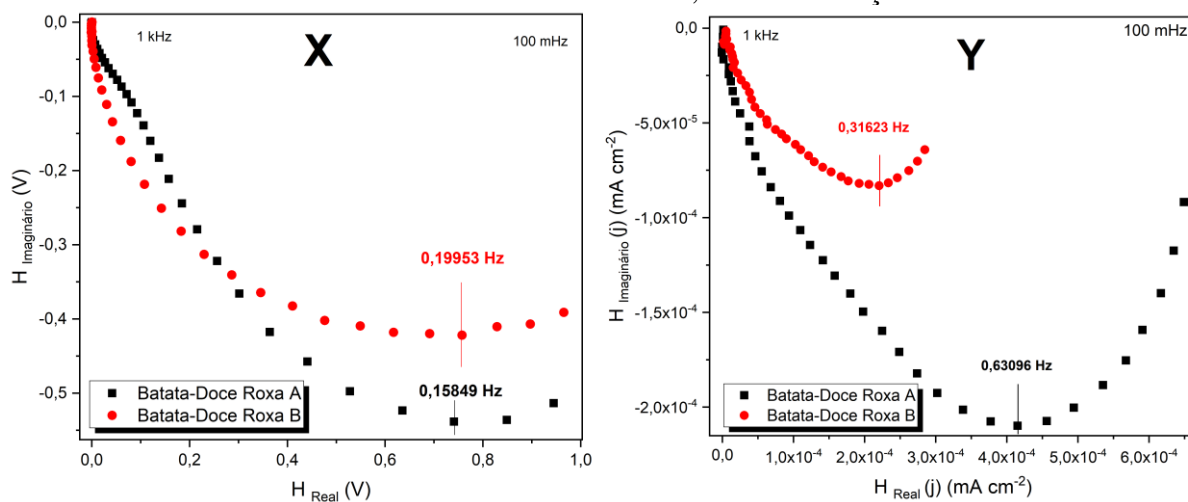 0,0
-0,1
-0,2
-0,3
-0,4
-0,5
H Imaginário (V)
1 kHz
X
100 mHz
0,19953 Hz
0,15849 Hz
Batata-Doce Roxa A
Batata-Doce Roxa B
0,0 0,2 0,4 0,6 0,8 1,0
H Real (V)
0,0
-5,0x10-5
-1,0x10-4
-1,5x10-4
-2,0x10-4
H Imaginário (j) (mA cm-2)
1 kHz
Y
100 mHz
0,31623 Hz
0,63096 Hz
Batata-Doce Roxa A
Batata-Doce Roxa B
0,0 1,0x10-4 2,0x10-4 3,0x10-4 4,0x10-4 5,0x10-4 6,0x10-4
H Real (j) (mA cm-2)